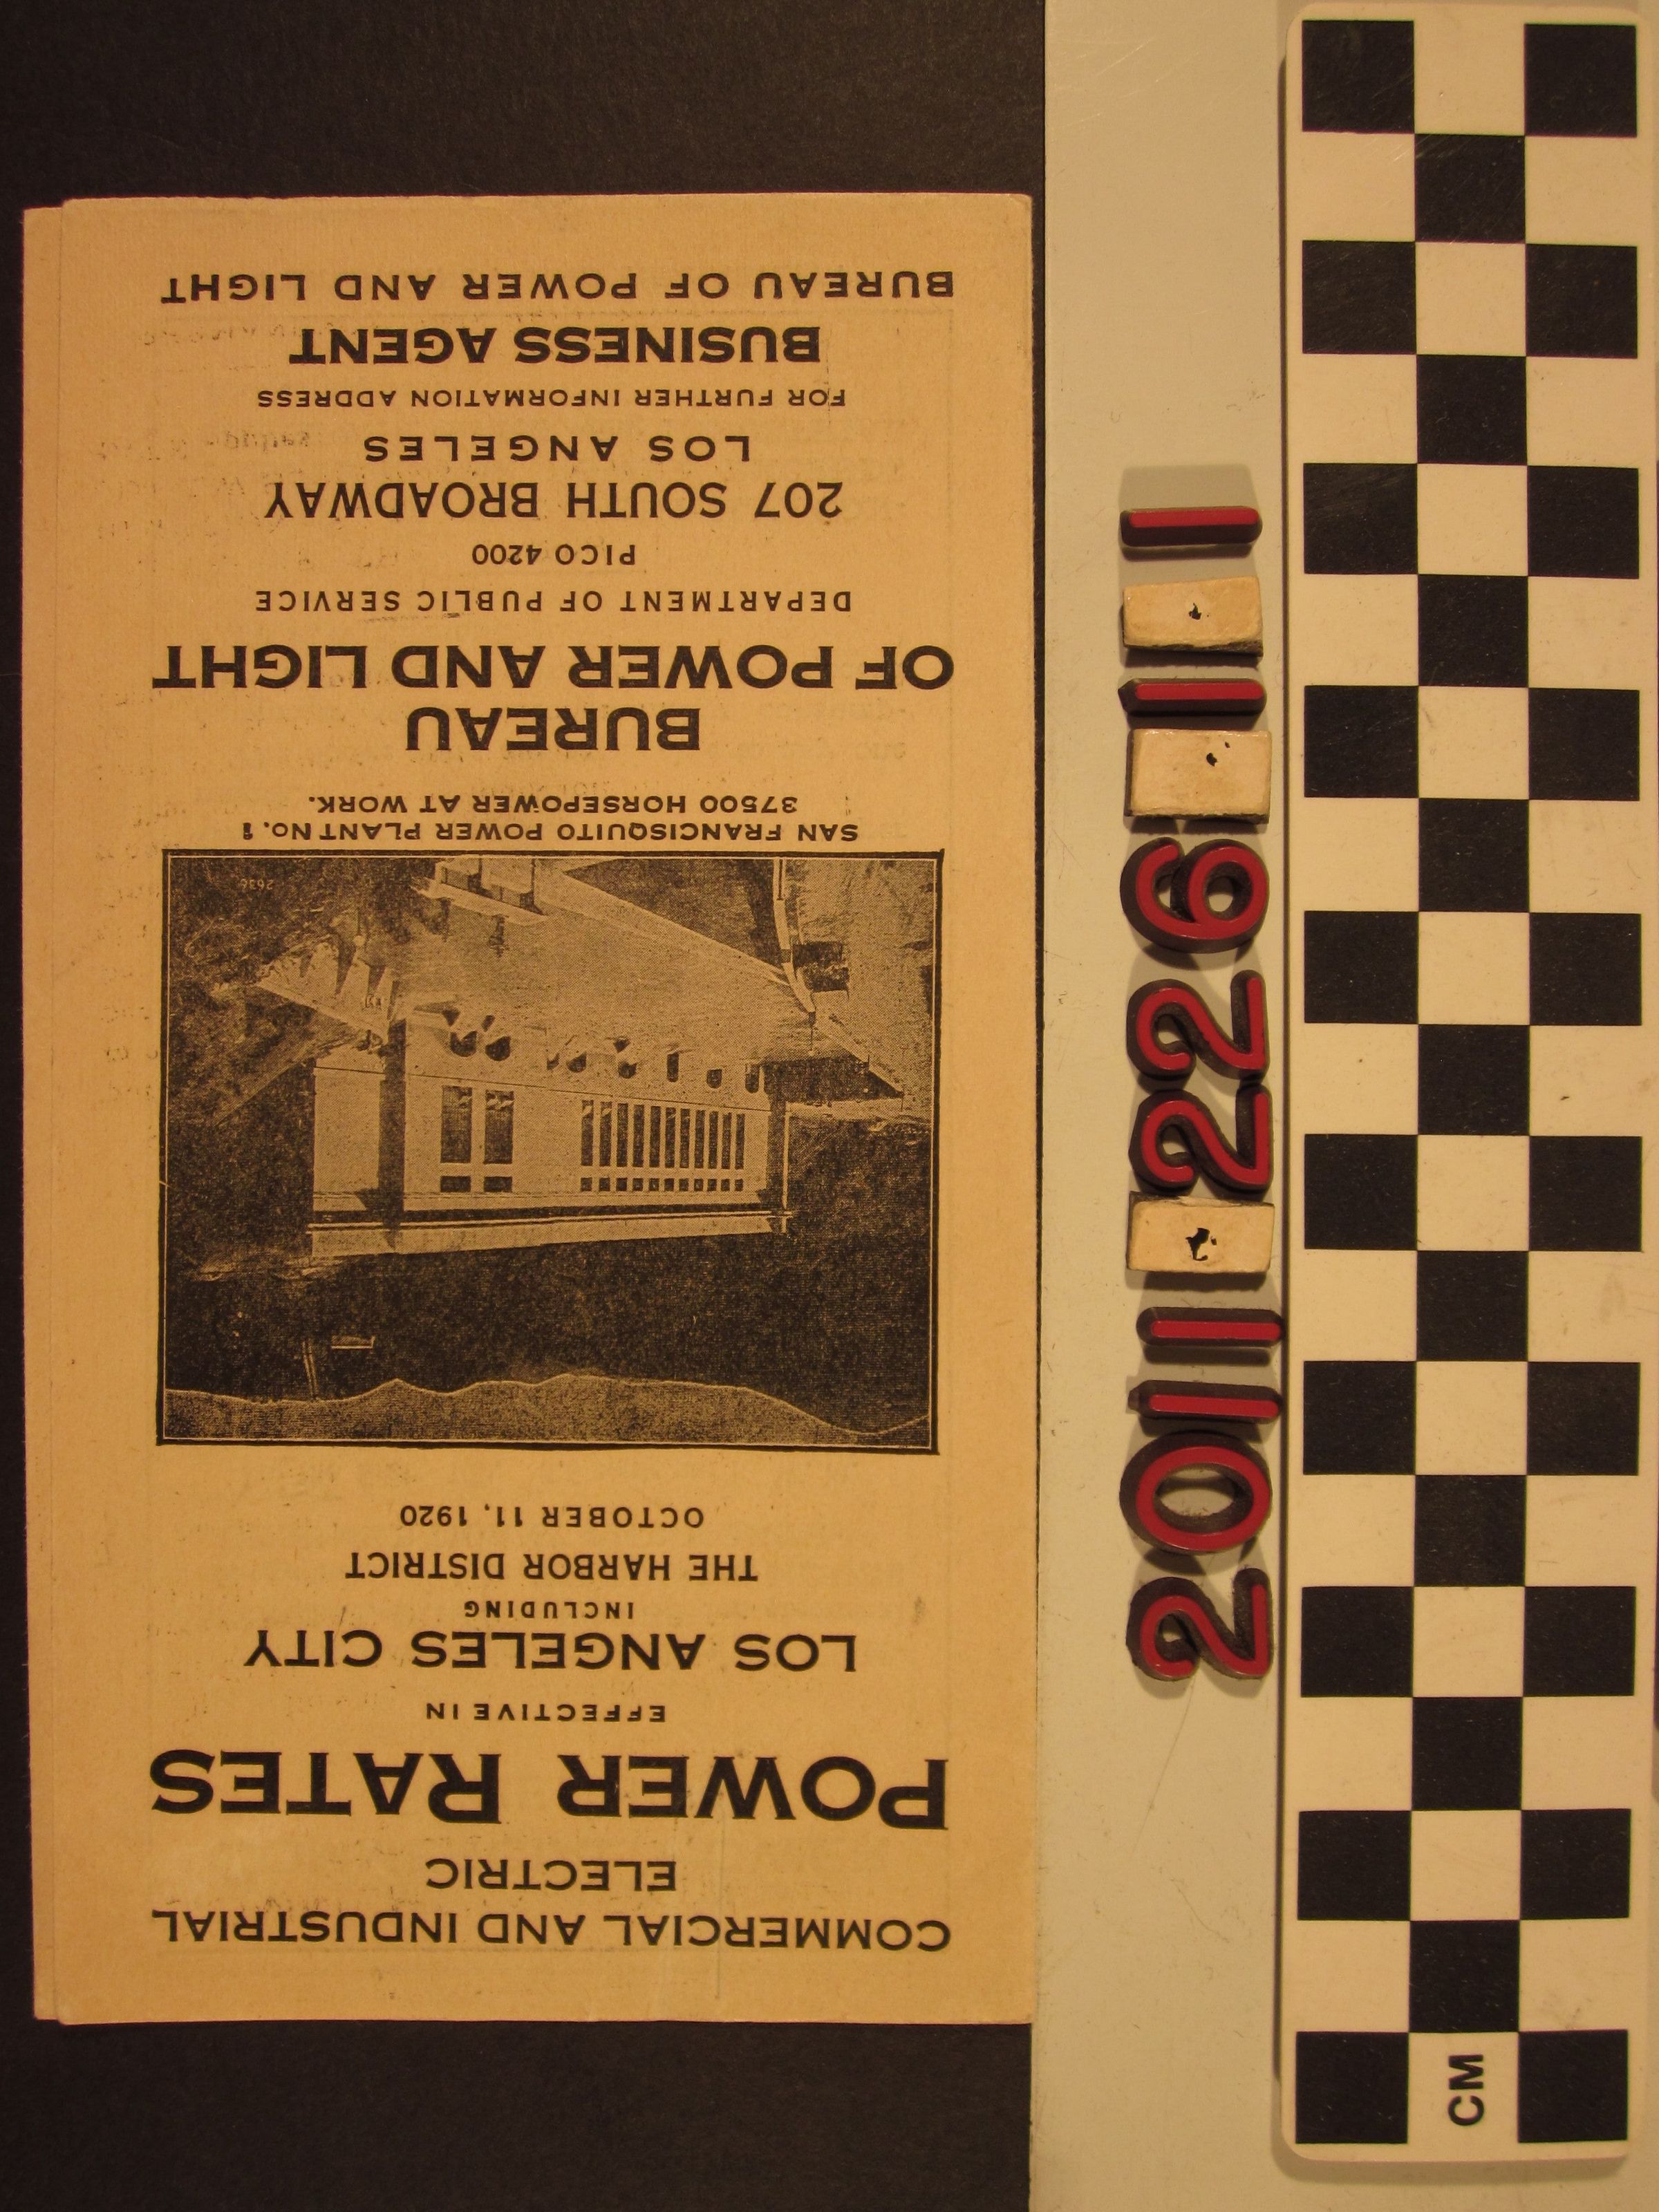 COMMERCIAL AND INDUSTRIAL
ELECTRIC
POWER RATES
EFFECTIVE IN
LOS ANGELES CITY
INCLUDING
THE HARBOR DISTRICT
OCTOBER 11, 1920
2636
SAN FRANCISQUITO POWER PLANT No. 1
37500 HORSEPOWER AT WORK.
BUREAU
OF POWER AND LIGHT
DEPARTMENT OF PUBLIC SERVICE
PICO 4200
207 SOUTH BROADWAY
LOS ANGELES
FOR FURTHER INFORMATION ADDRESS
BUSINESS AGENT
BUREAU OF POWER AND LIGHT
2011.226.1.1
CM